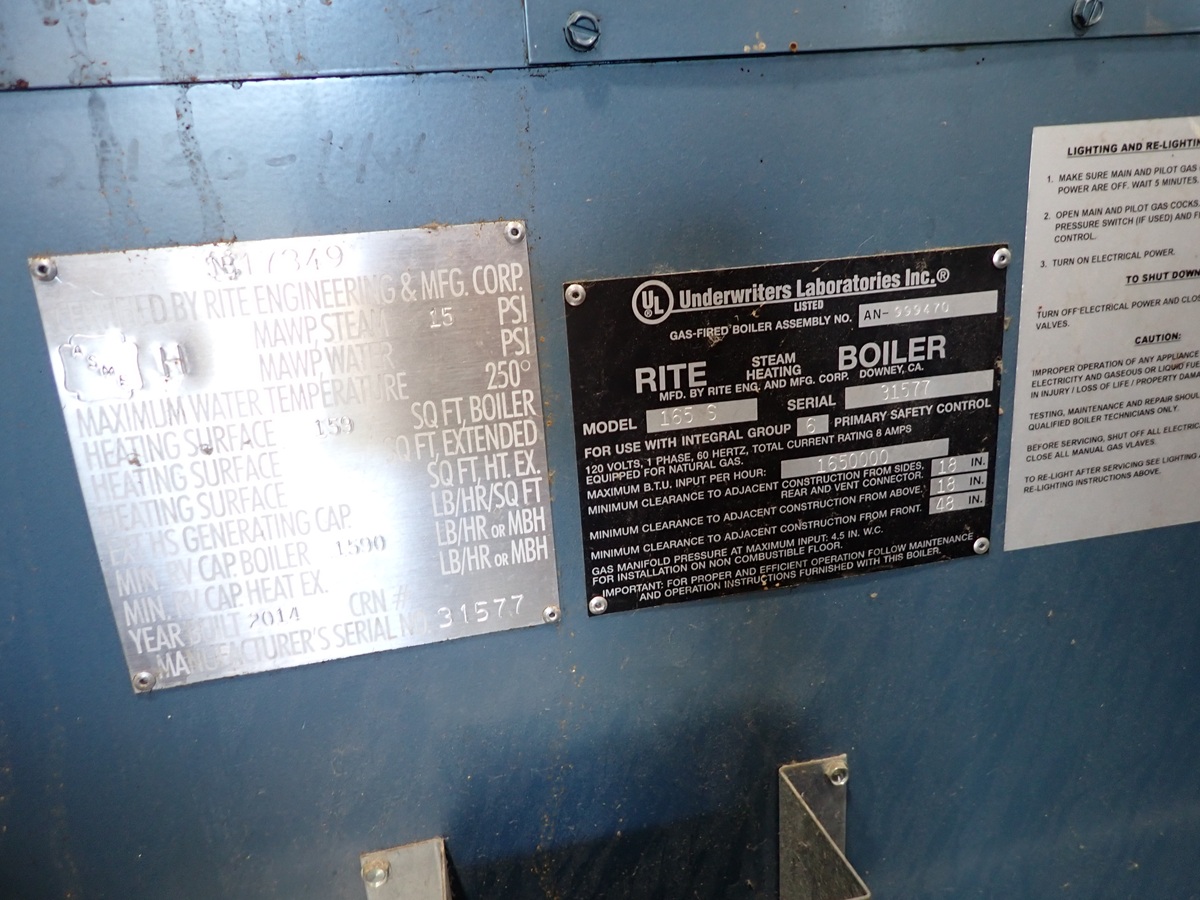 17349
BY RITE ENGINEERING & MFG. CORP.
MAWP, STEAM 15 PSI
MAWP, WATER PSI
MAXIMUM WATER TEMPERATURE 250°
HEATING SURFACE 159 SQ FT, BOILER
HEATING SURFACE SQ FT EXTENDED
HEATING SURFACE SQ FT, HT. EX.
GENERATING CAP. LB/HR/SQ FT
MIN. RV CAP. BOILER 1590 LB/HR OR MBH
MIN. RV CAP. HEAT EX. LB/HR OR MBH
YEAR BUILT 2014 CRN #
MANUFACTURER'S SERIAL NO. 31577
H
UL Underwriters Laboratories Inc.®
LISTED
GAS-FIRED BOILER ASSEMBLY NO. AN-999470
RITE STEAM HEATING BOILER
MFD. BY RITE ENG. AND MFG. CORP. DOWNEY, CA.
MODEL 165 S SERIAL 31577
FOR USE WITH INTEGRAL GROUP 6 PRIMARY SAFETY CONTROL
120 VOLTS, 1 PHASE, 60 HERTZ, TOTAL CURRENT RATING 8 AMPS
EQUIPPED FOR NATURAL GAS.
MAXIMUM B.T.U. INPUT PER HOUR: 1650000
MINIMUM CLEARANCE TO ADJACENT CONSTRUCTION FROM SIDES, 18 IN.
REAR AND VENT CONNECTOR.
MINIMUM CLEARANCE TO ADJACENT CONSTRUCTION FROM ABOVE. 18 IN.
MINIMUM CLEARANCE TO ADJACENT CONSTRUCTION FROM FRONT. 48 IN.
GAS MANIFOLD PRESSURE AT MAXIMUM INPUT: 4.5 IN. W.C.
FOR INSTALLATION ON NON COMBUSTIBLE FLOOR.
IMPORTANT: FOR PROPER AND EFFICIENT OPERATION FOLLOW MAINTENANCE
AND OPERATION INSTRUCTIONS FURNISHED WITH THIS BOILER.
LIGHTING AND RE-LIGHTIN
1. MAKE SURE MAIN AND PILOT GAS
POWER ARE OFF. WAIT 5 MINUTES.
2. OPEN MAIN AND PILOT GAS COCKS.
PRESSURE SWITCH (IF USED) AND F
CONTROL.
3. TURN ON ELECTRICAL POWER.
TO SHUT DOWN
TURN OFF ELECTRICAL POWER AND CLOS
VALVES.
CAUTION:
IMPROPER OPERATION OF ANY APPLIANCE
ELECTRICITY AND GASEOUS OR LIQUID FUE
IN INJURY / LOSS OF LIFE / PROPERTY DAMA
TESTING, MAINTENANCE AND REPAIR SHOUL
QUALIFIED BOILER TECHNICIANS ONLY.
BEFORE SERVICING, SHUT OFF ALL ELECTRICA
CLOSE ALL MANUAL GAS VLAVES.
TO RE-LIGHT AFTER SERVICING SEE LIGHTING A
RE-LIGHTING INSTRUCTIONS ABOVE.